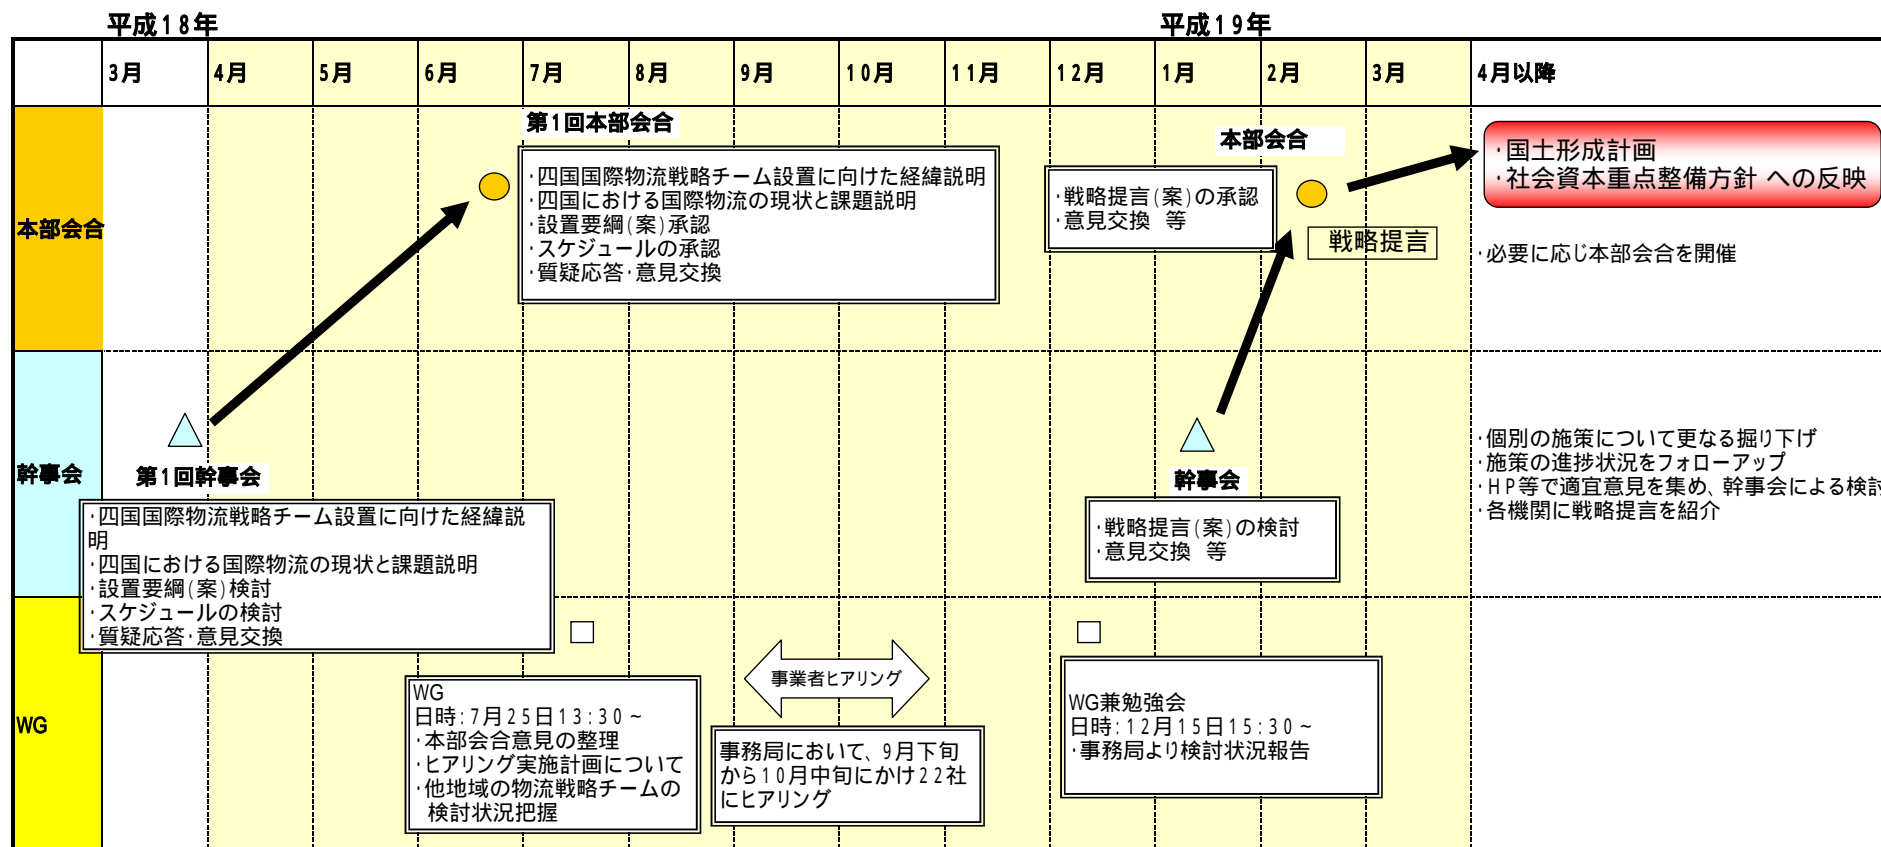 平成18年
平成19年
3月 4月 5月 6月 7月 8月 9月 10月 11月 12月 1月 2月 3月 4月以降
本部会合
第1回本部会合
・四国国際物流戦略チーム設置に向けた経緯説明
・四国における国際物流の現状と課題説明
・設置要綱(案)承認
・スケジュールの承認
・質疑応答・意見交換
本部会合
・戦略提言(案)の承認
・意見交換 等
戦略提言
・国土形成計画
・社会資本重点整備方針 への反映
・必要に応じ本部会合を開催
幹事会
第1回幹事会
・四国国際物流戦略チーム設置に向けた経緯説
明
・四国における国際物流の現状と課題説明
・設置要綱(案)検討
・スケジュールの検討
・質疑応答・意見交換
幹事会
・戦略提言(案)の検討
・意見交換 等
・個別の施策について更なる掘り下げ
・施策の進捗状況をフォローアップ
・HP等で適宜意見を集め、幹事会による検討
・各機関に戦略提言を紹介
WG
WG
日時:7月25日13:30~
・本部会合意見の整理
・ヒアリング実施計画について
・他地域の物流戦略チームの
検討状況把握
事業者ヒアリング
事務局において、9月下旬
から10月中旬にかけ22社
にヒアリング
WG兼勉強会
日時:12月15日15:30~
・事務局より検討状況報告